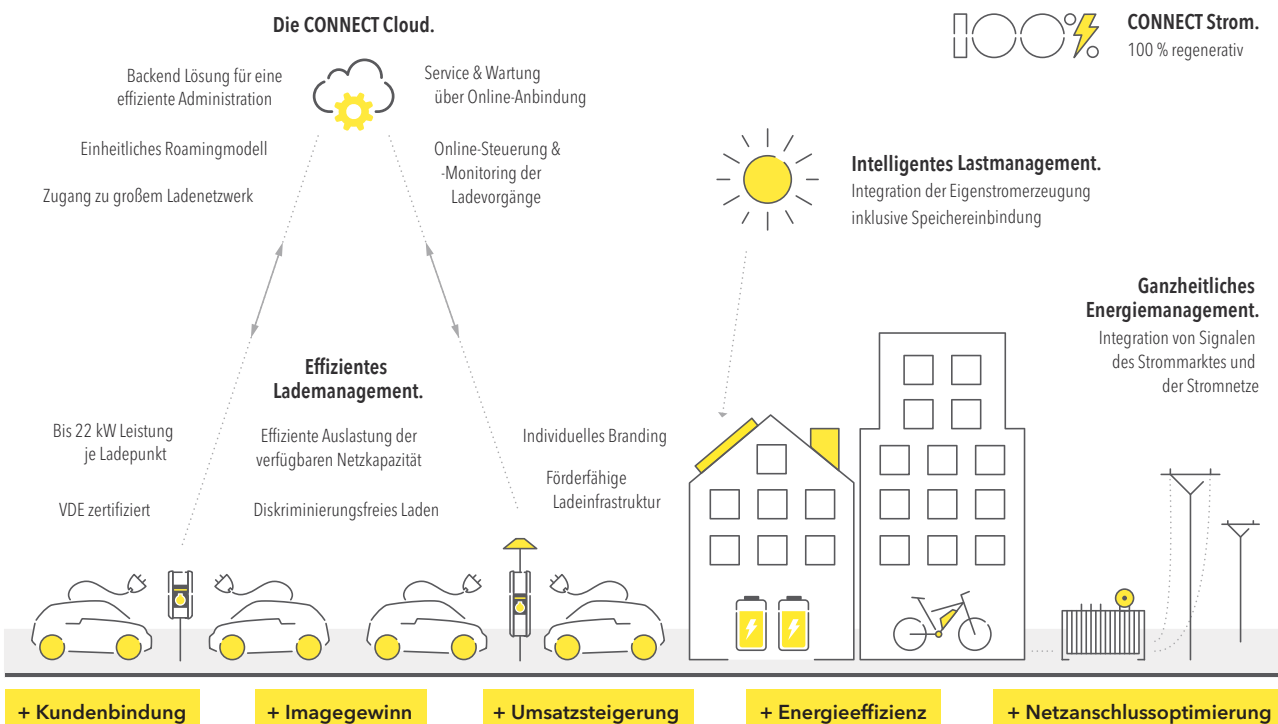 Die CONNECT Cloud.
Backend Lösung für eine
effiziente Administration
Einheitliches Roamingmodell
Zugang zu großem Ladenetzwerk
Service & Wartung
über Online-Anbindung
Online-Steuerung &
-Monitoring der
Ladevorgänge
100%
CONNECT Strom.
100 % regenerativ
Intelligentes Lastmanagement.
Integration der Eigenstromerzeugung
inklusive Speichereinbindung
Ganzheitliches
Energiemanagement.
Integration von Signalen
des Strommarktes und
der Stromnetze
Effizientes
Lademanagement.
Bis 22 kW Leistung
je Ladepunkt
VDE zertifiziert
Effiziente Auslastung der
verfügbaren Netzkapazität
Diskriminierungsfreies Laden
Individuelles Branding
Förderfähige
Ladeinfrastruktur
+ Kundenbindung
+ Imagegewinn
+ Umsatzsteigerung
+ Energieeffizienz
+ Netzanschlussoptimierung